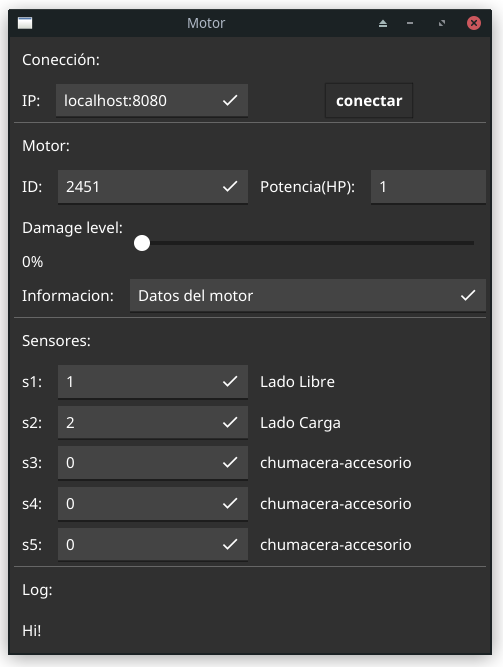 Motor
Conección:
IP: localhost:8080 conectar
Motor:
ID: 2451 Potencia(HP): 1
Damage level:
0%
Informacion: Datos del motor
Sensores:
s1: 1 Lado Libre
s2: 2 Lado Carga
s3: 0 chumacera-accesorio
s4: 0 chumacera-accesorio
s5: 0 chumacera-accesorio
Log:
Hi!